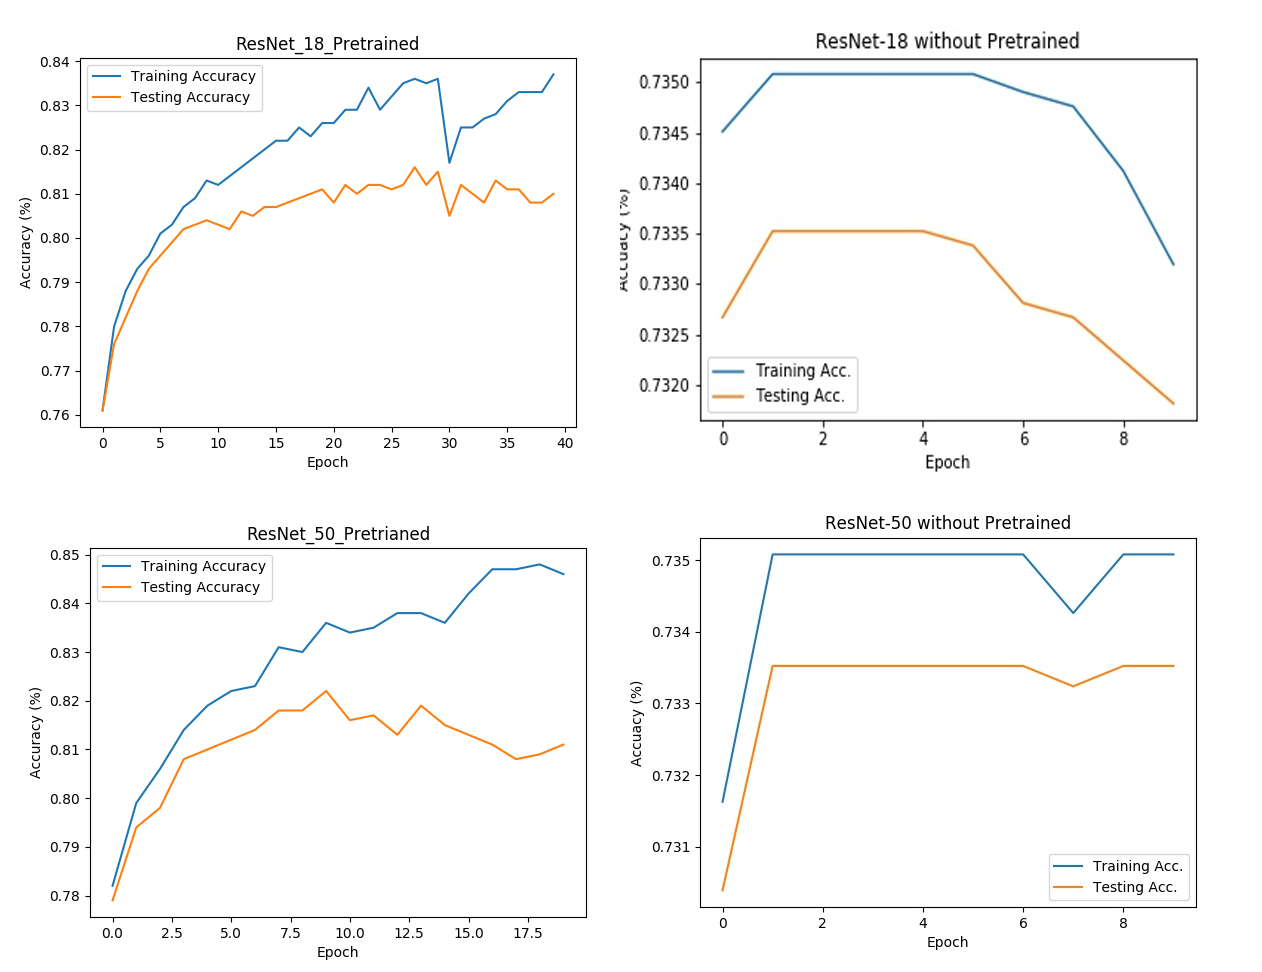 ResNet_18_Pretrained
Training Accuracy
Testing Accuracy
0.84
0.83
0.82
0.81
0.80
0.79
0.78
0.77
0.76
Accuracy (%)
0 5 10 15 20 25 30 35 40
Epoch
ResNet-18 without Pretrained
0.7350
0.7345
0.7340
0.7335
0.7330
0.7325
0.7320
Accuacy (%)
Training Acc.
Testing Acc.
0 2 4 6 8
Epoch
ResNet_50_Pretrianed
Training Accuracy
Testing Accuracy
0.85
0.84
0.83
0.82
0.81
0.80
0.79
0.78
Accuracy (%)
0.0 2.5 5.0 7.5 10.0 12.5 15.0 17.5
Epoch
ResNet-50 without Pretrained
0.735
0.734
0.733
0.732
0.731
Accuacy (%)
Training Acc.
Testing Acc.
0 2 4 6 8
Epoch